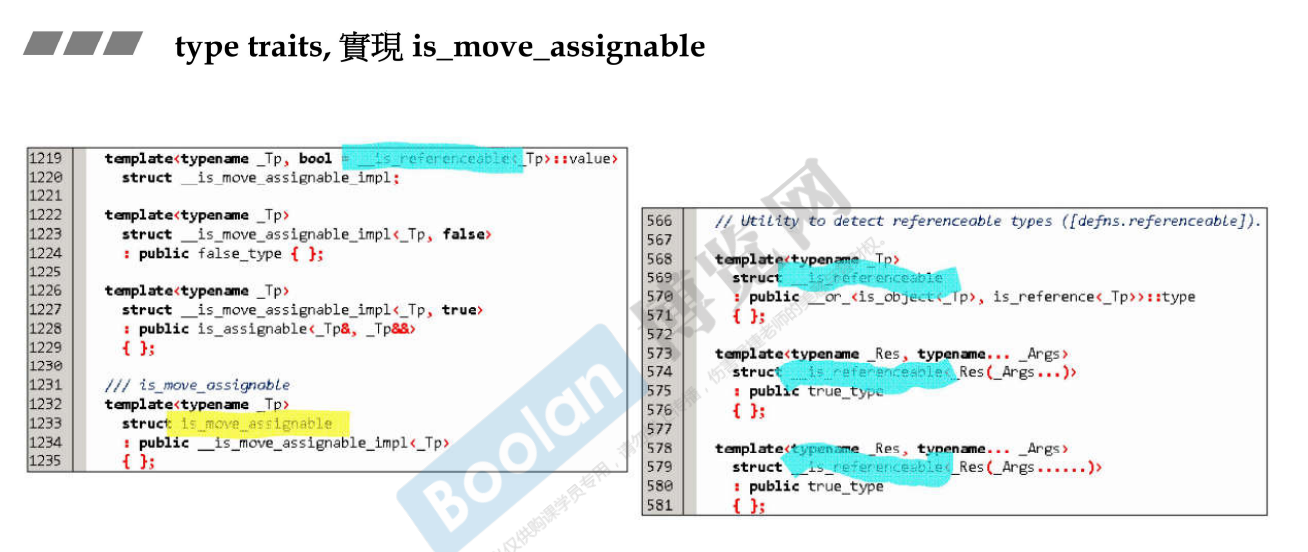 type traits, 實現 is_move_assignable
1219 template<typename _Tp, bool = __is_referenceable<_Tp>::value>
1220 struct __is_move_assignable_impl;
1221
1222 template<typename _Tp>
1223 struct __is_move_assignable_impl<_Tp, false>
1224 : public false_type { };
1225
1226 template<typename _Tp>
1227 struct __is_move_assignable_impl<_Tp, true>
1228 : public is_assignable<_Tp&, _Tp&&>
1229 { };
1230
1231 /// is_move_assignable
1232 template<typename _Tp>
1233 struct is_move_assignable
1234 : public __is_move_assignable_impl<_Tp>
1235 { };
566 // Utility to detect referenceable types ([defns.referenceable]).
567
568 template<typename _Tp>
569 struct __is_referenceable
570 : public __or_<is_object<_Tp>, is_reference<_Tp>>::type
571 { };
572
573 template<typename _Res, typename... _Args>
574 struct __is_referenceable<_Res(_Args...)>
575 : public true_type
576 { };
577
578 template<typename _Res, typename... _Args>
579 struct __is_referenceable<_Res(_Args......)>
580 : public true_type
581 { };
Boolan 博览网